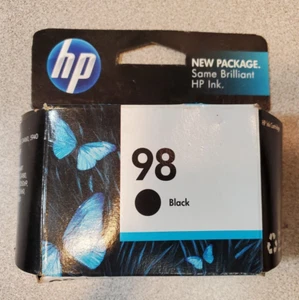 hp
NEW PACKAGE.
Same Brilliant
HP Ink.
98
Black